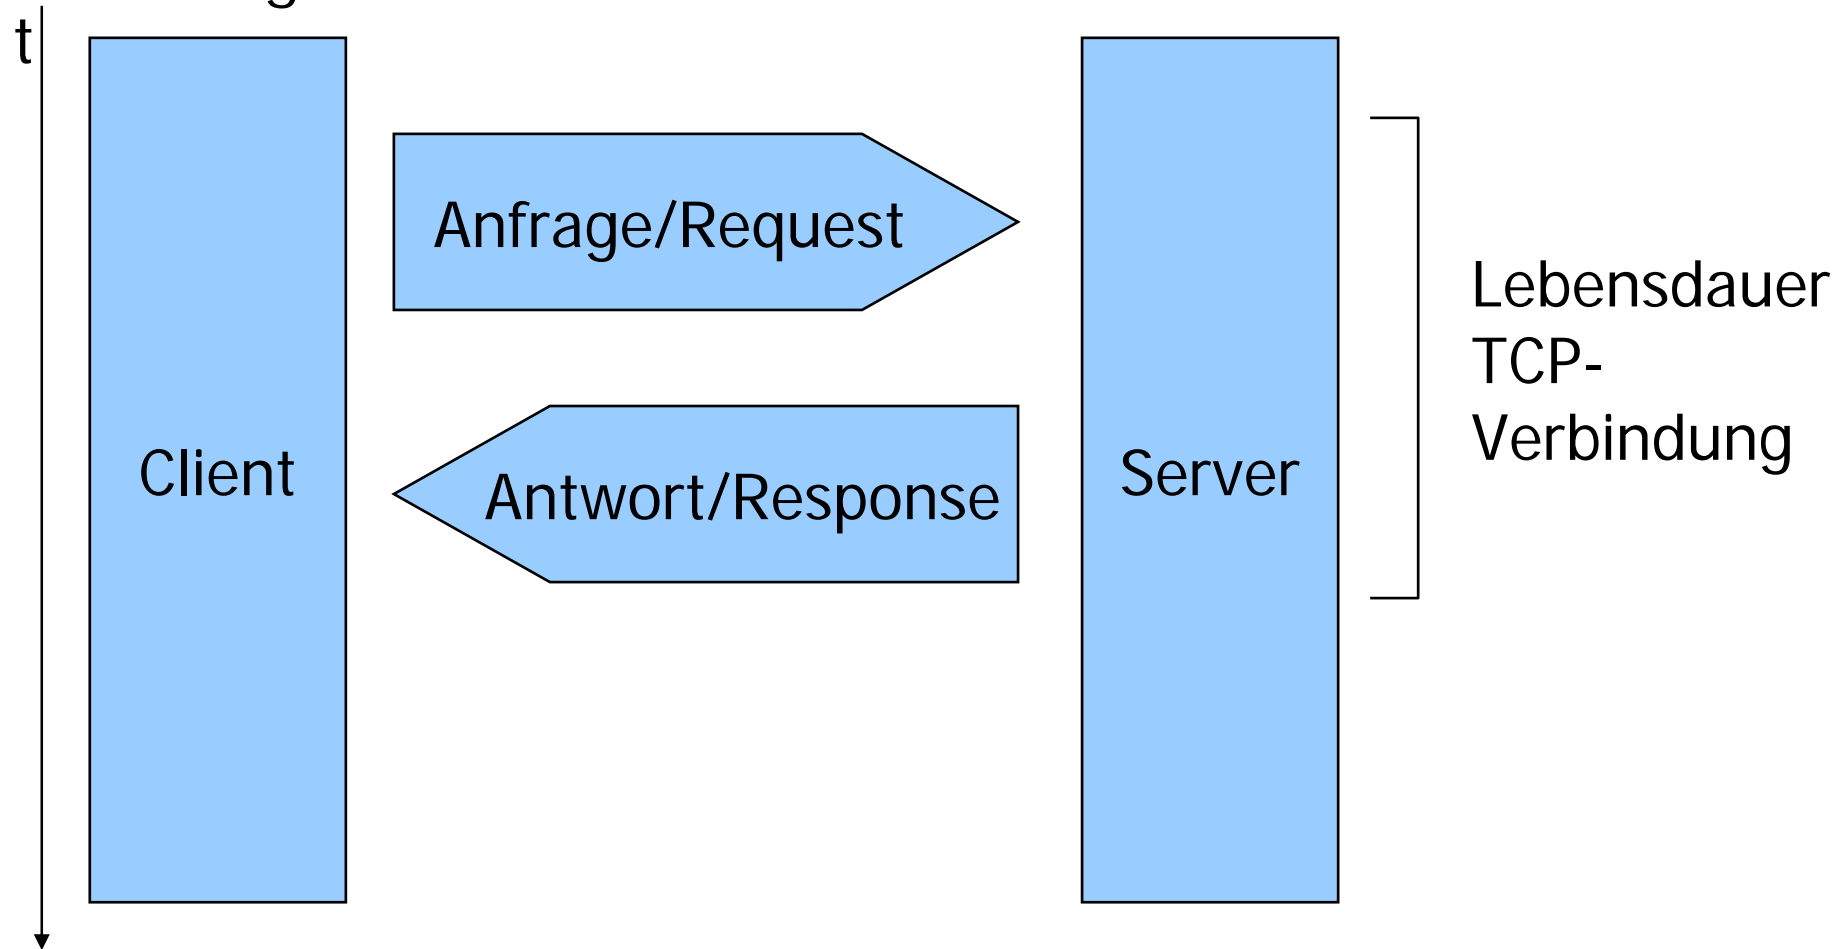 t
Anfrage/Request
Lebensdauer
TCP-
Verbindung
Client
Antwort/Response
Server